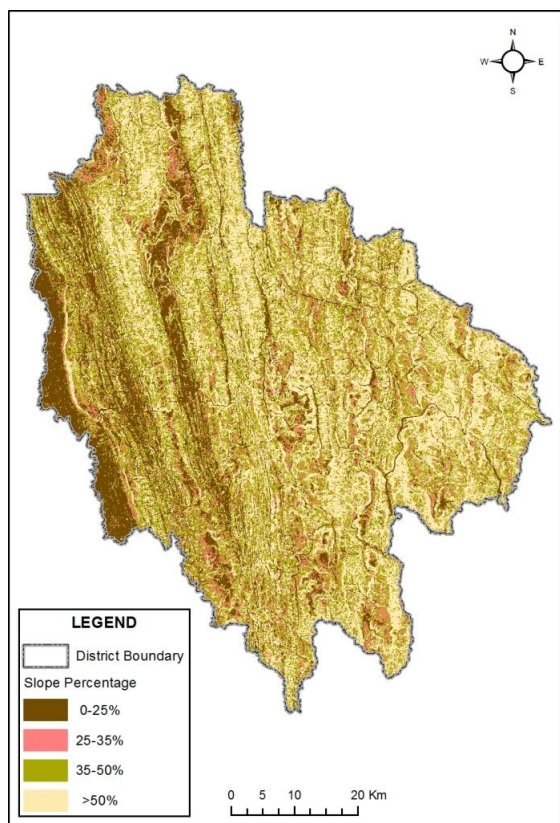 N
W E
S
LEGEND
District Boundary
Slope Percentage
0-25%
25-35%
35-50%
>50%
0 5 10 20 Km